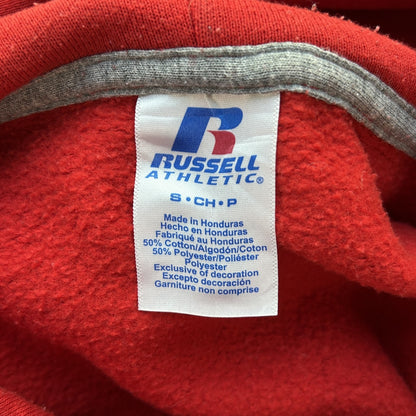 R
RUSSELL
ATHLETIC®
S • CH • P
Made in Honduras
Hecho en Honduras
Fabriqué au Honduras
50% Cotton/Algodón/Coton
50% Polyester/Poliéster
Polyester
Exclusive of decoration
Excepto decoración
Garniture non comprise